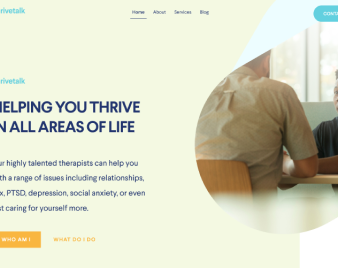 rivetalk
Home About Services Blog
CONT
rivetalk
HELPING YOU THRIVE
N ALL AREAS OF LIFE
ur highly talented therapists can help you
th a range of issues including relationships,
x, PTSD, depression, social anxiety, or even
st caring for yourself more.
WHO AM I
WHAT DO I DO